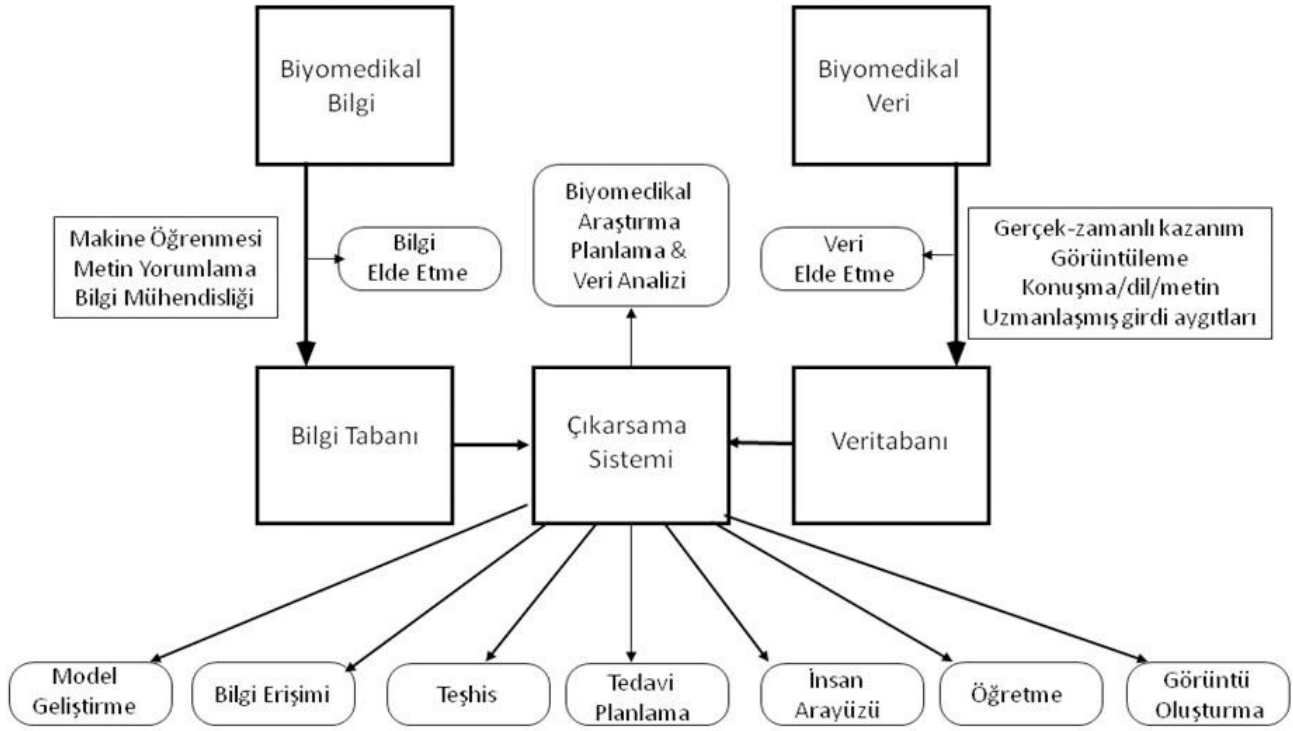 Biyomedikal
Bilgi
Biyomedikal
Veri
Makine Öğrenmesi
Metin Yorumlama
Bilgi Mühendisliği
Bilgi
Elde Etme
Biyomedikal
Araştırma
Planlama &
Veri Analizi
Veri
Elde Etme
Gerçek-zamanlı kazanım
Görüntüleme
Konuşma/dil/metin
Uzmanlaşmış girdi aygıtları
Bilgi Tabanı
Çıkarsama
Sistemi
Veritabanı
Model
Geliştirme
Bilgi Erişimi
Teşhis
Tedavi
Planlama
İnsan
Arayüzü
Öğretme
Görüntü
Oluşturma